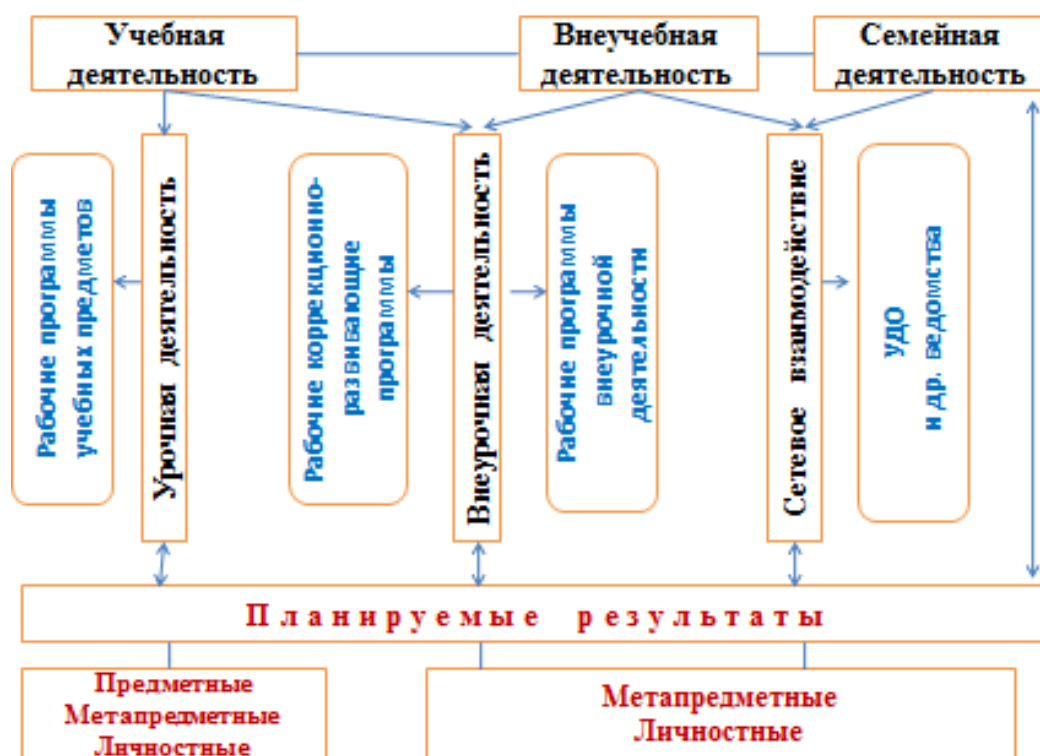 Учебная
деятельность
Внеучебная
деятельность
Семейная
деятельность
Рабочие программы
учебных предметов
Урочная деятельность
Рабочие коррекционно-
развивающие
программы
Внеурочная деятельность
Рабочие программы
внеурочной
деятельности
Сетевое взаимодействие
УДО
и др. ведомства
Планируемые результаты
Предметные
Метапредметные
Личностные
Метапредметные
Личностные